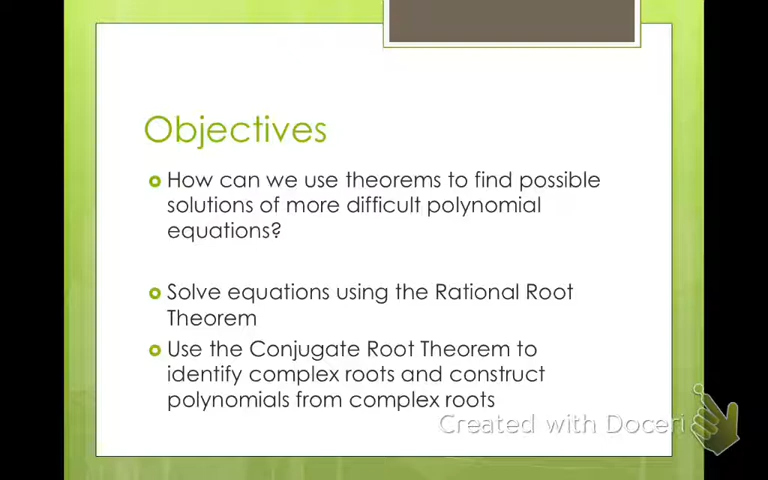 Objectives
How can we use theorems to find possible
solutions of more difficult polynomial
equations?
Solve equations using the Rational Root
Theorem
Use the Conjugate Root Theorem to
identify complex roots and construct
polynomials from complex roots
Created with Doceri